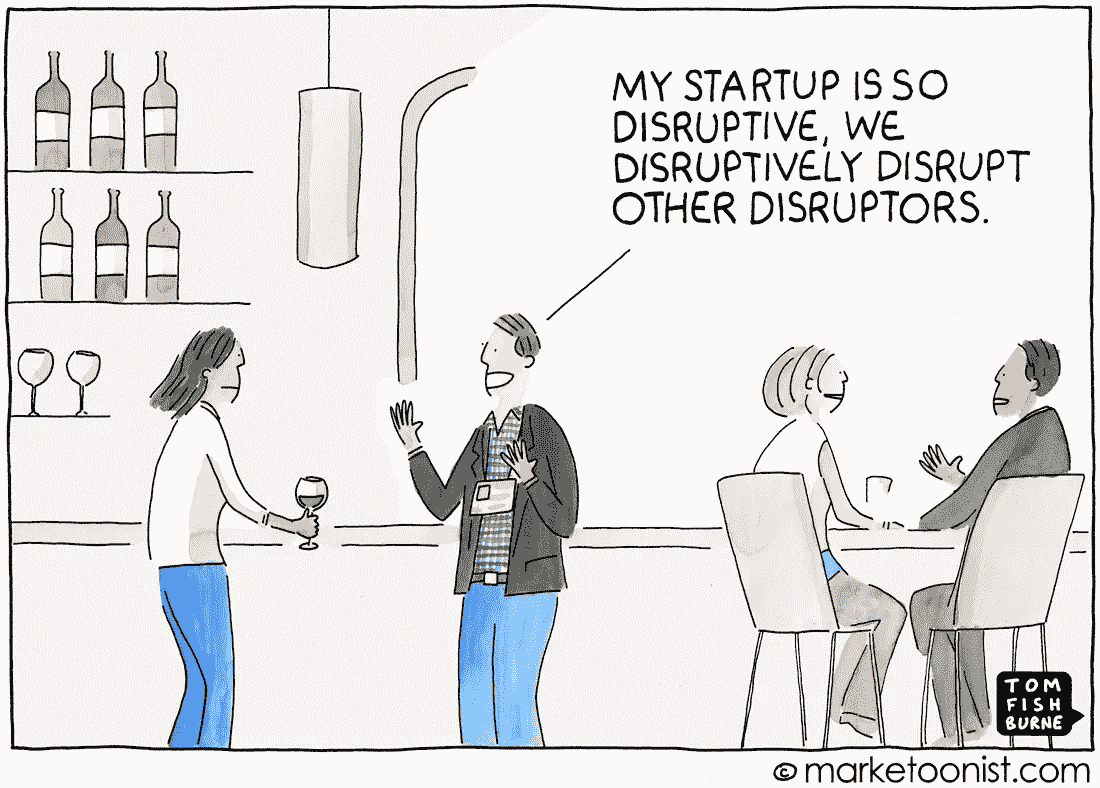 MY STARTUP IS SO
DISRUPTIVE, WE
DISRUPTIVELY DISRUPT
OTHER DISRUPTORS.
TOM
FISH
BURNE
© marketoonist.com